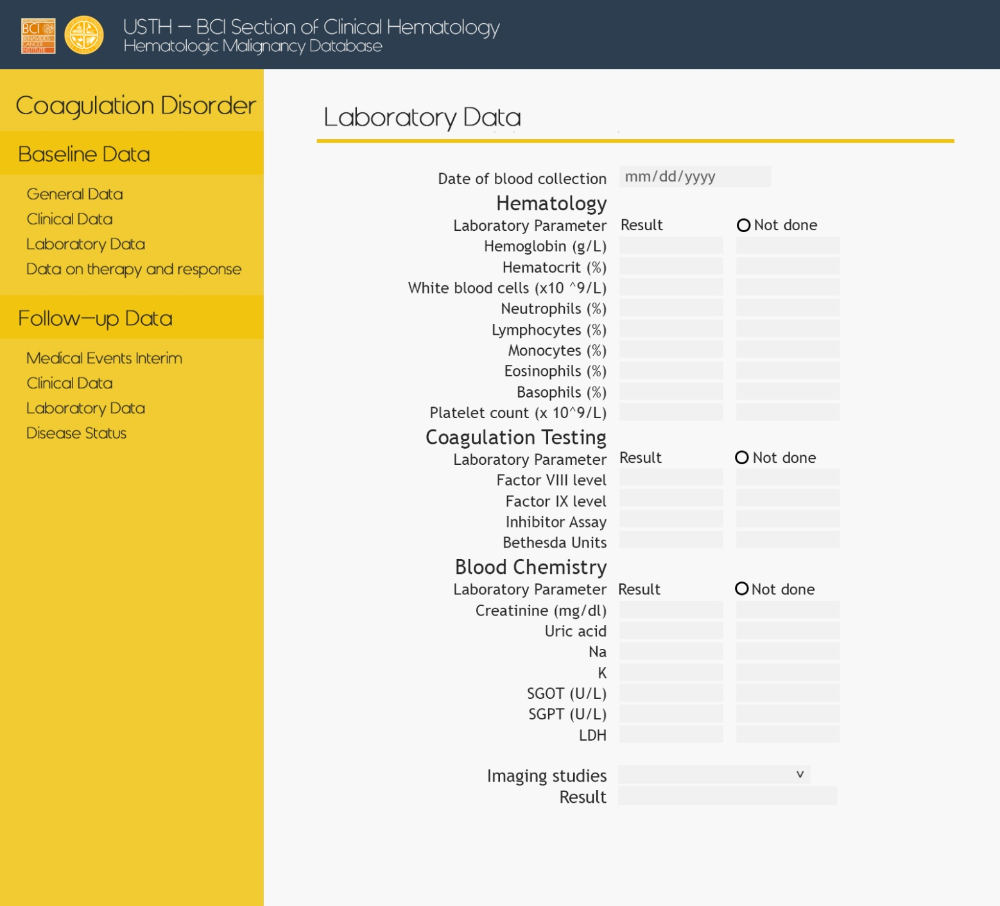 BCI
BENAVIDES
CANCER
INSTITUTE
USTH — BCI Section of Clinical Hematology
Hematologic Malignancy Database
Coagulation Disorder
Baseline Data
General Data
Clinical Data
Laboratory Data
Data on therapy and response
Follow—up Data
Medical Events Interim
Clinical Data
Laboratory Data
Disease Status
Laboratory Data
Date of blood collection mm/dd/yyyy
Hematology
Laboratory Parameter Result Not done
Hemoglobin (g/L)
Hematocrit (%)
White blood cells (x10 ^9/L)
Neutrophils (%)
Lymphocytes (%)
Monocytes (%)
Eosinophils (%)
Basophils (%)
Platelet count (x 10^9/L)
Coagulation Testing
Laboratory Parameter Result Not done
Factor VIII level
Factor IX level
Inhibitor Assay
Bethesda Units
Blood Chemistry
Laboratory Parameter Result Not done
Creatinine (mg/dl)
Uric acid
Na
K
SGOT (U/L)
SGPT (U/L)
LDH
Imaging studies v
Result